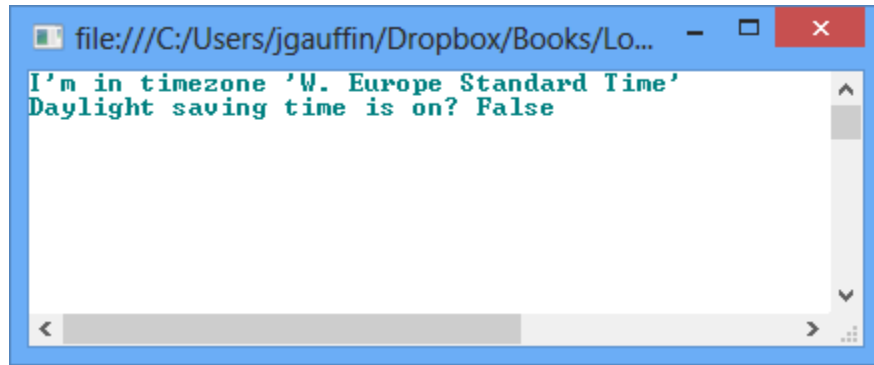 file:///C:/Users/jgauffin/Dropbox/Books/Lo...
I'm in timezone 'W. Europe Standard Time'
Daylight saving time is on? False